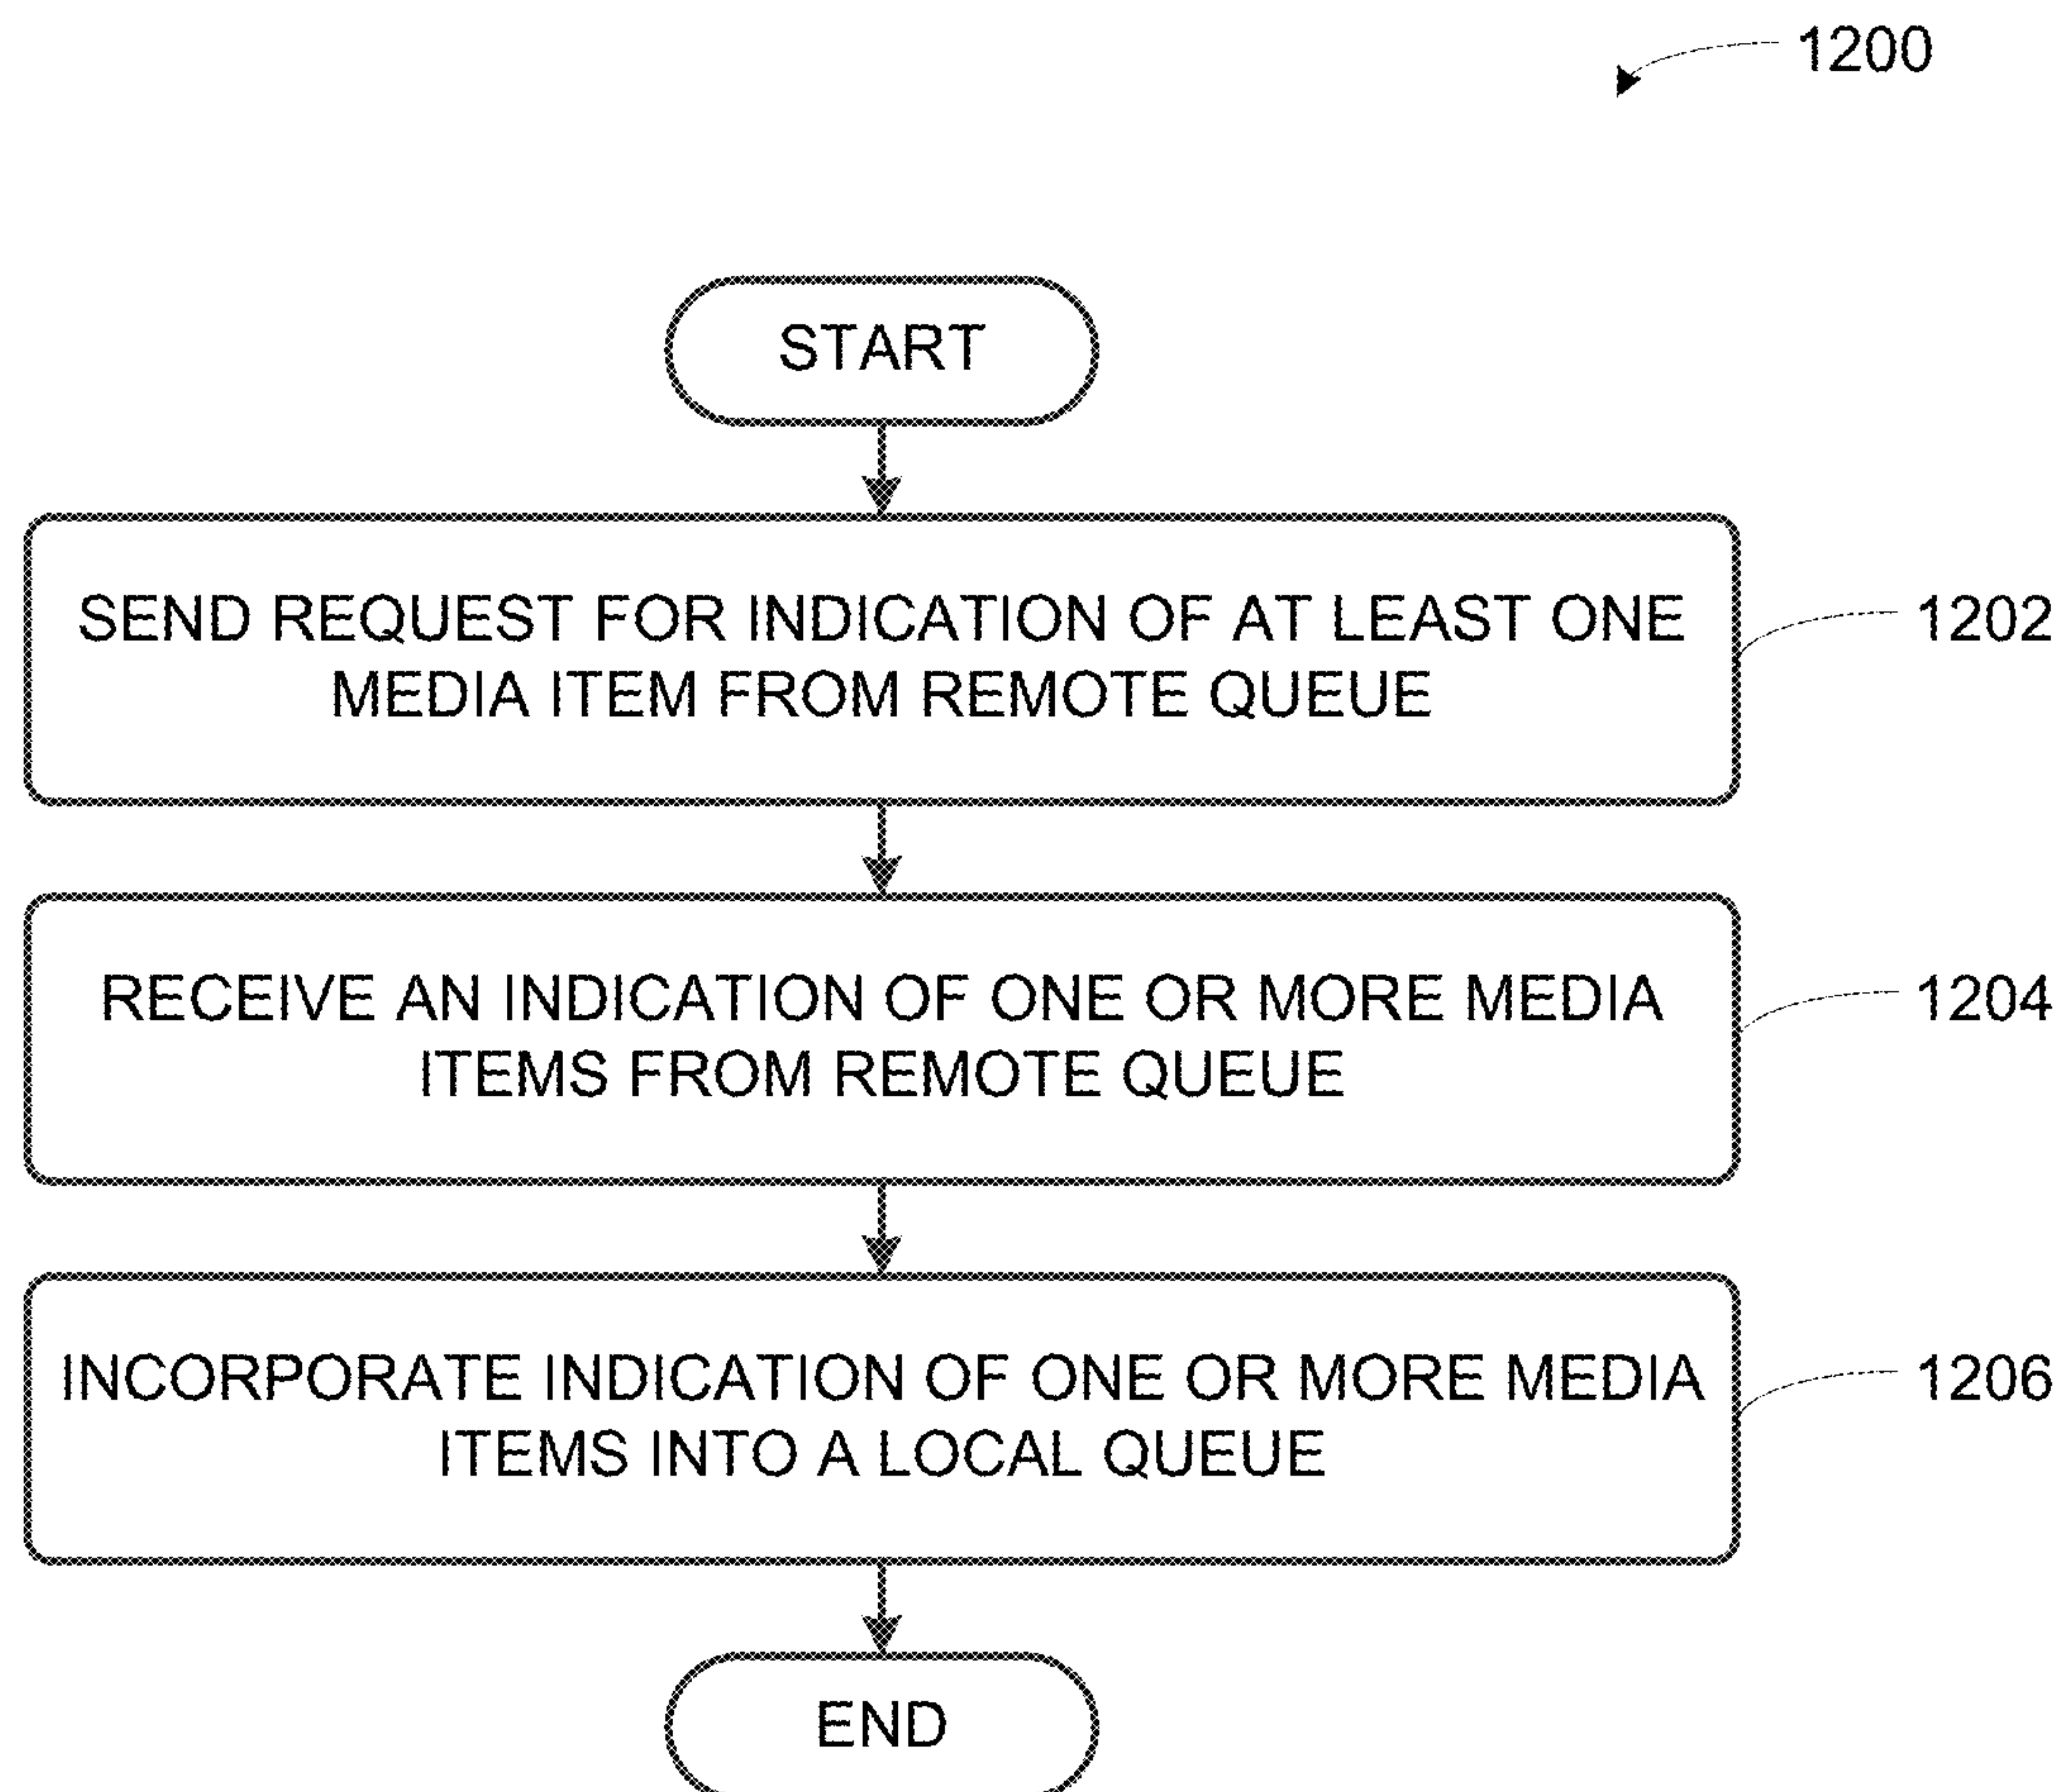 1200
START
SEND REQUEST FOR INDICATION OF AT LEAST ONE
MEDIA ITEM FROM REMOTE QUEUE
1202
RECEIVE AN INDICATION OF ONE OR MORE MEDIA
ITEMS FROM REMOTE QUEUE
1204
INCORPORATE INDICATION OF ONE OR MORE MEDIA
ITEMS INTO A LOCAL QUEUE
1206
END